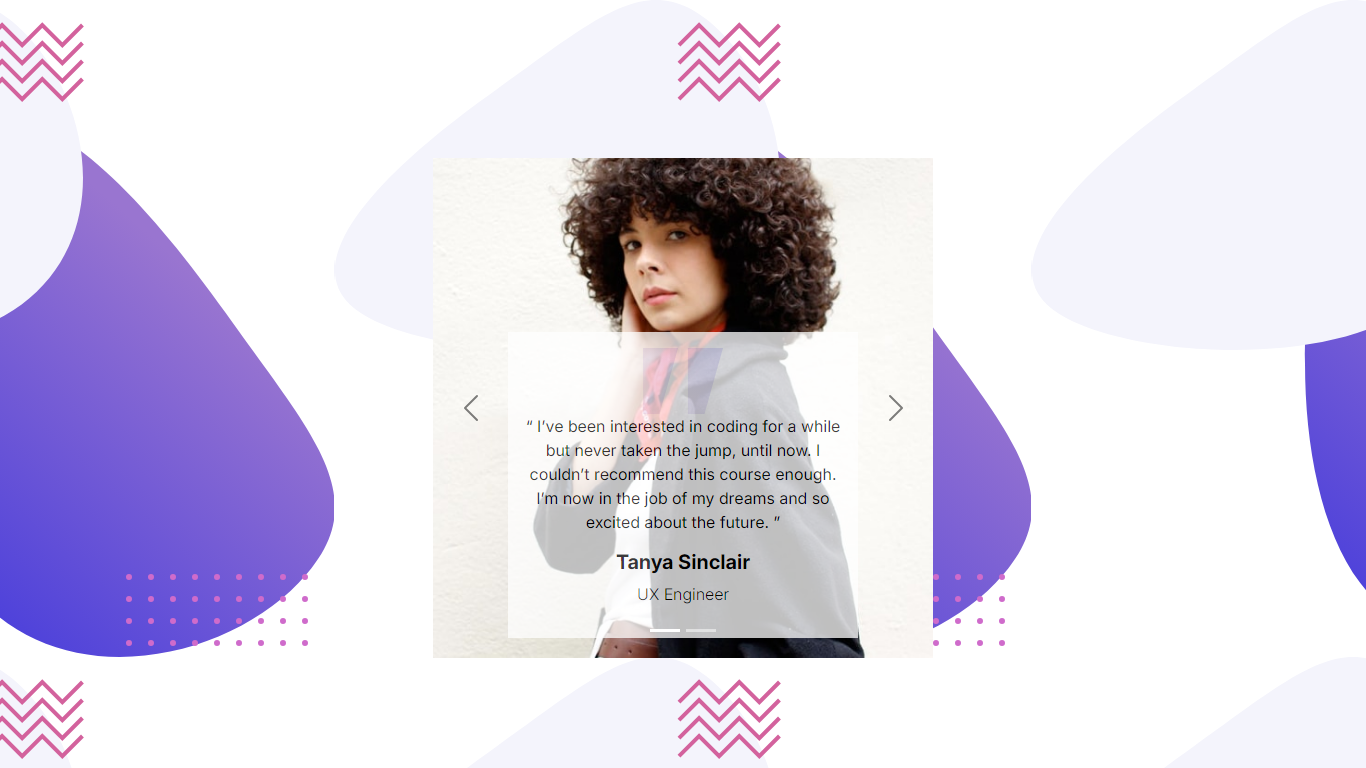 “ I’ve been interested in coding for a while
but never taken the jump, until now. I
couldn’t recommend this course enough.
I’m now in the job of my dreams and so
excited about the future. ”
Tanya Sinclair
UX Engineer